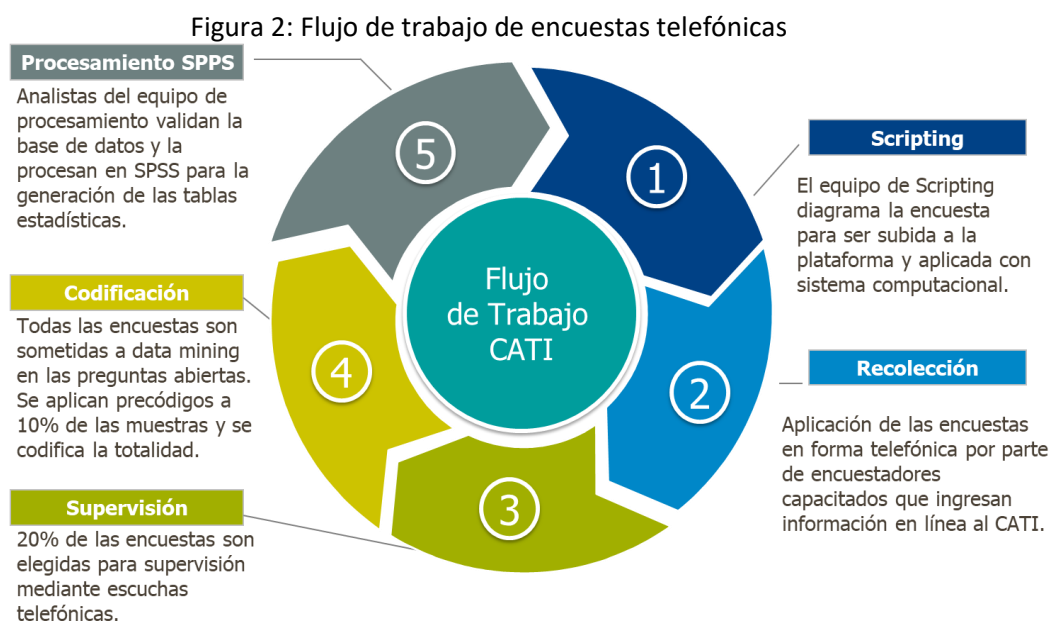 Figura 2: Flujo de trabajo de encuestas telefónicas
Procesamiento SPPS
Analistas del equipo de
procesamiento validan la
base de datos y la
procesan en SPSS para la
generación de las tablas
estadísticas.
5
1
Scripting
El equipo de Scripting
diagrama la encuesta
para ser subida a la
plataforma y aplicada con
sistema computacional.
Flujo
de Trabajo
CATI
Codificación
Todas las encuestas son
sometidas a data mining
en las preguntas abiertas.
Se aplican precódigos a
10% de las muestras y se
codifica la totalidad.
4
2
Recolección
Aplicación de las encuestas
en forma telefónica por parte
de encuestadores
capacitados que ingresan
información en línea al CATI.
Supervisión
20% de las encuestas son
elegidas para supervisión
mediante escuchas
telefónicas.
3